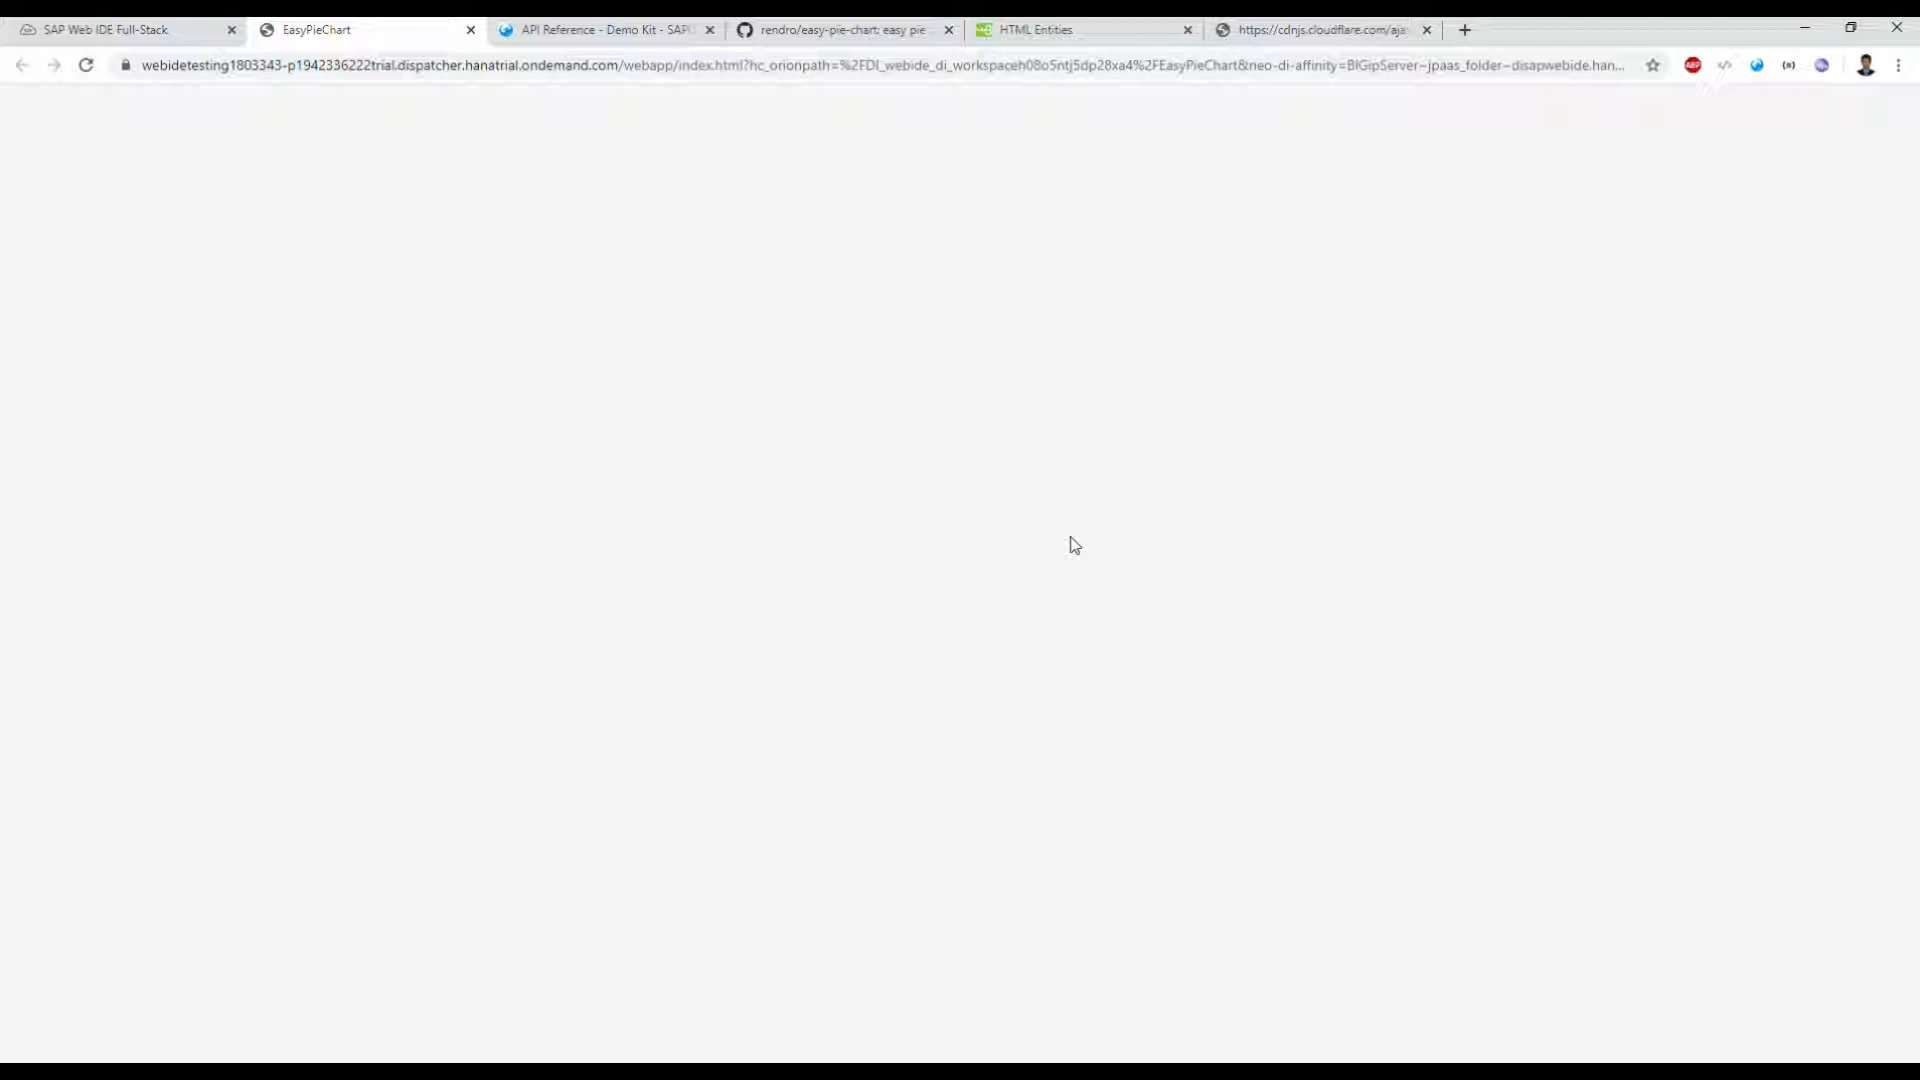 SAP Web IDE Full-Stack
EasyPieChart
API Reference - Demo Kit - SAPU
rendro/easy-pie-chart: easy pie
HTML Entities
https://cdnjs.cloudflare.com/aja
webidetesting1803343-p1942336222trial.dispatcher.hanatrial.ondemand.com/webapp/index.html?hc_orionpath=%2FDI_webide_di_workspaceh08o5ntj5dp28xa4%2FEasyPieChart&neo-di-affinity=BIGipServer~jpaas_folder~disapwebide.han...
ABP